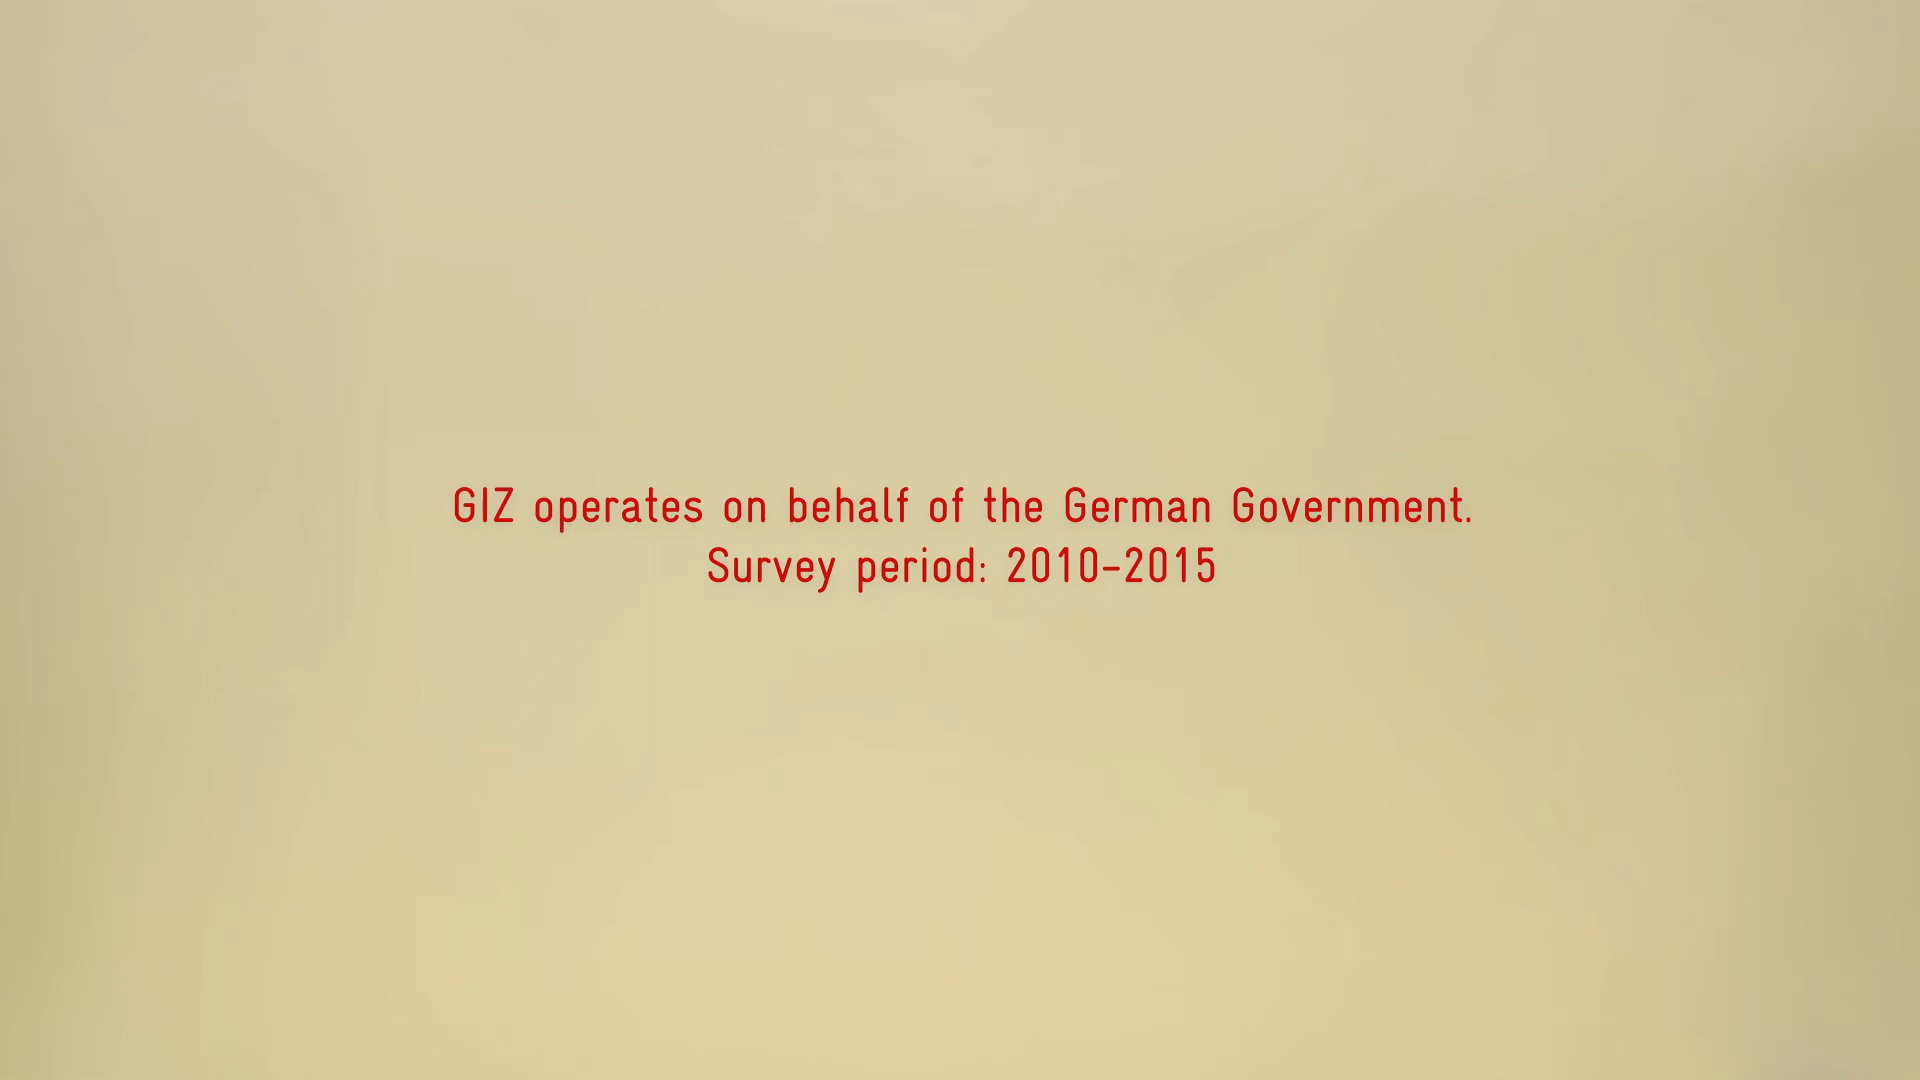 GIZ operates on behalf of the German Government.
Survey period: 2010–2015